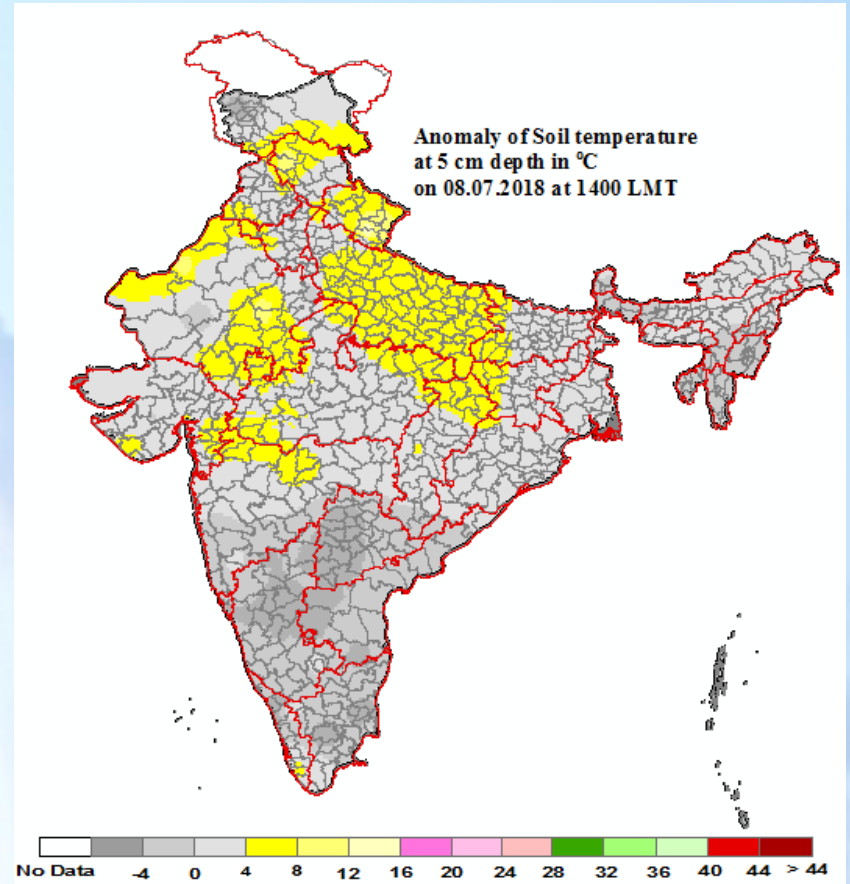 Anomaly of Soil temperature
at 5 cm depth in ⁰C
on 08.07.2018 at 1400 LMT
No Data -4 0 4 8 12 16 20 24 28 32 36 40 44 > 44